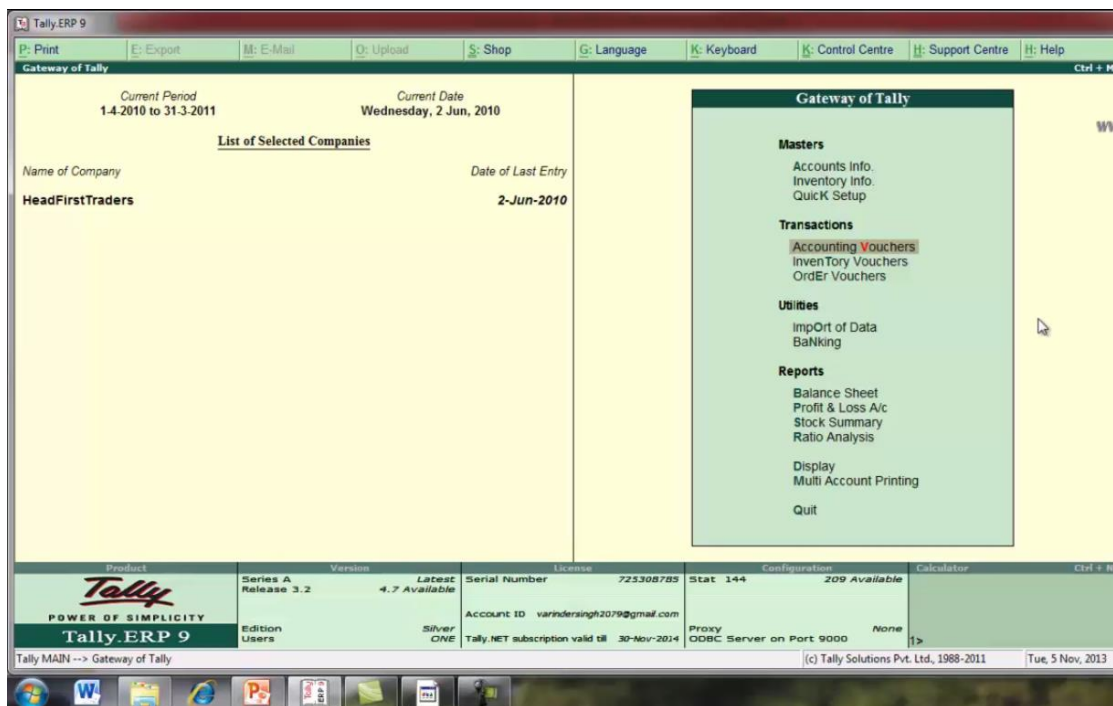 Tally.ERP 9
P: Print E: Export M: E-Mail O: Upload S: Shop G: Language K: Keyboard K: Control Centre H: Support Centre H: Help
Gateway of Tally Ctrl + M
Current Period Current Date
1-4-2010 to 31-3-2011 Wednesday, 2 Jun, 2010
List of Selected Companies
Name of Company Date of Last Entry
HeadFirstTraders 2-Jun-2010
Gateway of Tally
Masters
Accounts Info.
Inventory Info.
QuicK Setup
Transactions
Accounting Vouchers
InvenTory Vouchers
OrdEr Vouchers
Utilities
ImpOrt of Data
BaNking
Reports
Balance Sheet
Profit & Loss A/c
Stock Summary
Ratio Analysis
Display
Multi Account Printing
Quit
Product Version License Configuration Calculator Ctrl + N
Tally
POWER OF SIMPLICITY
Tally.ERP 9
Series A Latest
Release 3.2 4.7 Available
Edition Silver
Users ONE
Serial Number 725308785
Account ID varindersingh2079@gmail.com
Tally.NET subscription valid till 30-Nov-2014
Stat 144 209 Available
Proxy None
ODBC Server on Port 9000
1>
Tally MAIN --> Gateway of Tally (c) Tally Solutions Pvt. Ltd., 1988-2011 Tue, 5 Nov, 2013